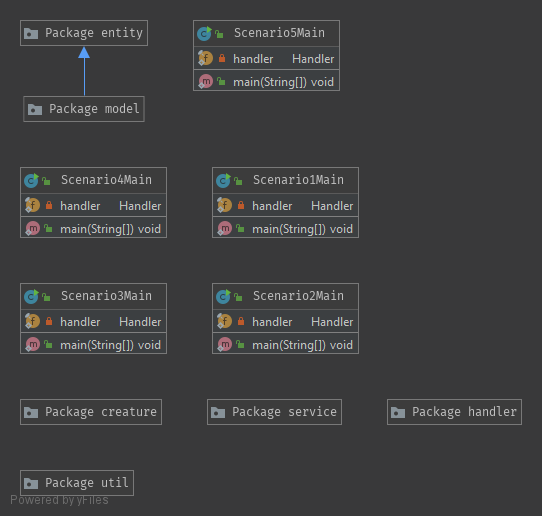 Package entity
Scenario5Main
handler Handler
main(String[]) void
Package model
Scenario4Main
handler Handler
main(String[]) void
Scenario1Main
handler Handler
main(String[]) void
Scenario3Main
handler Handler
main(String[]) void
Scenario2Main
handler Handler
main(String[]) void
Package creature
Package service
Package handler
Package util
Powered by yFiles